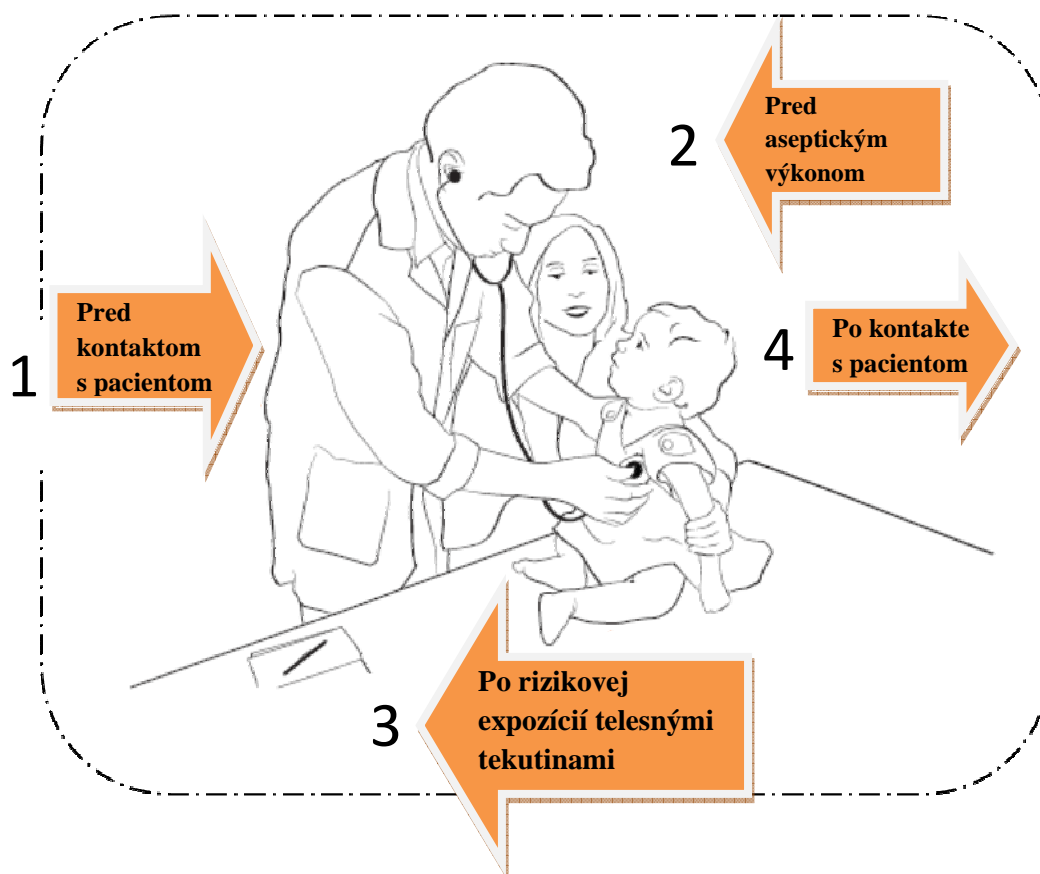 1
Pred
kontaktom
s pacientom
2
Pred
aseptickým
výkonom
3
Po rizikovej
expozícií telesnými
tekutinami
4
Po kontakte
s pacientom